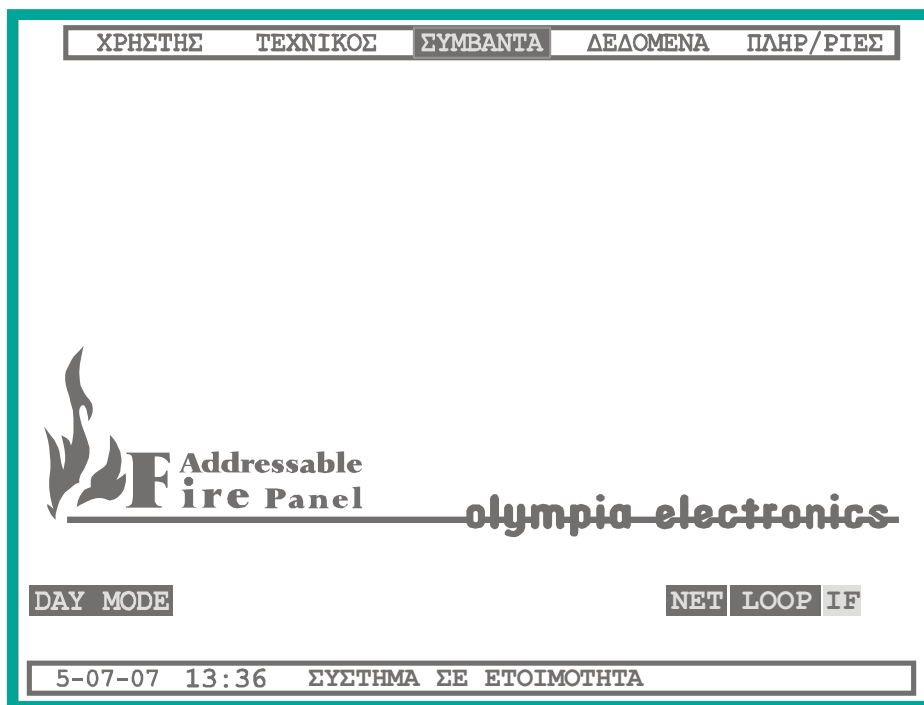 ΧΡΗΣΤΗΣ ΤΕΧΝΙΚΟΣ ΣΥΜΒΑΝΤΑ ΔΕΔΟΜΕΝΑ ΠΛΗΡ/ΡΙΕΣ
Addressable
Fire Panel
olympia electronics
DAY MODE NET LOOP IF
5-07-07 13:36 ΣΥΣΤΗΜΑ ΣΕ ΕΤΟΙΜΟΤΗΤΑ